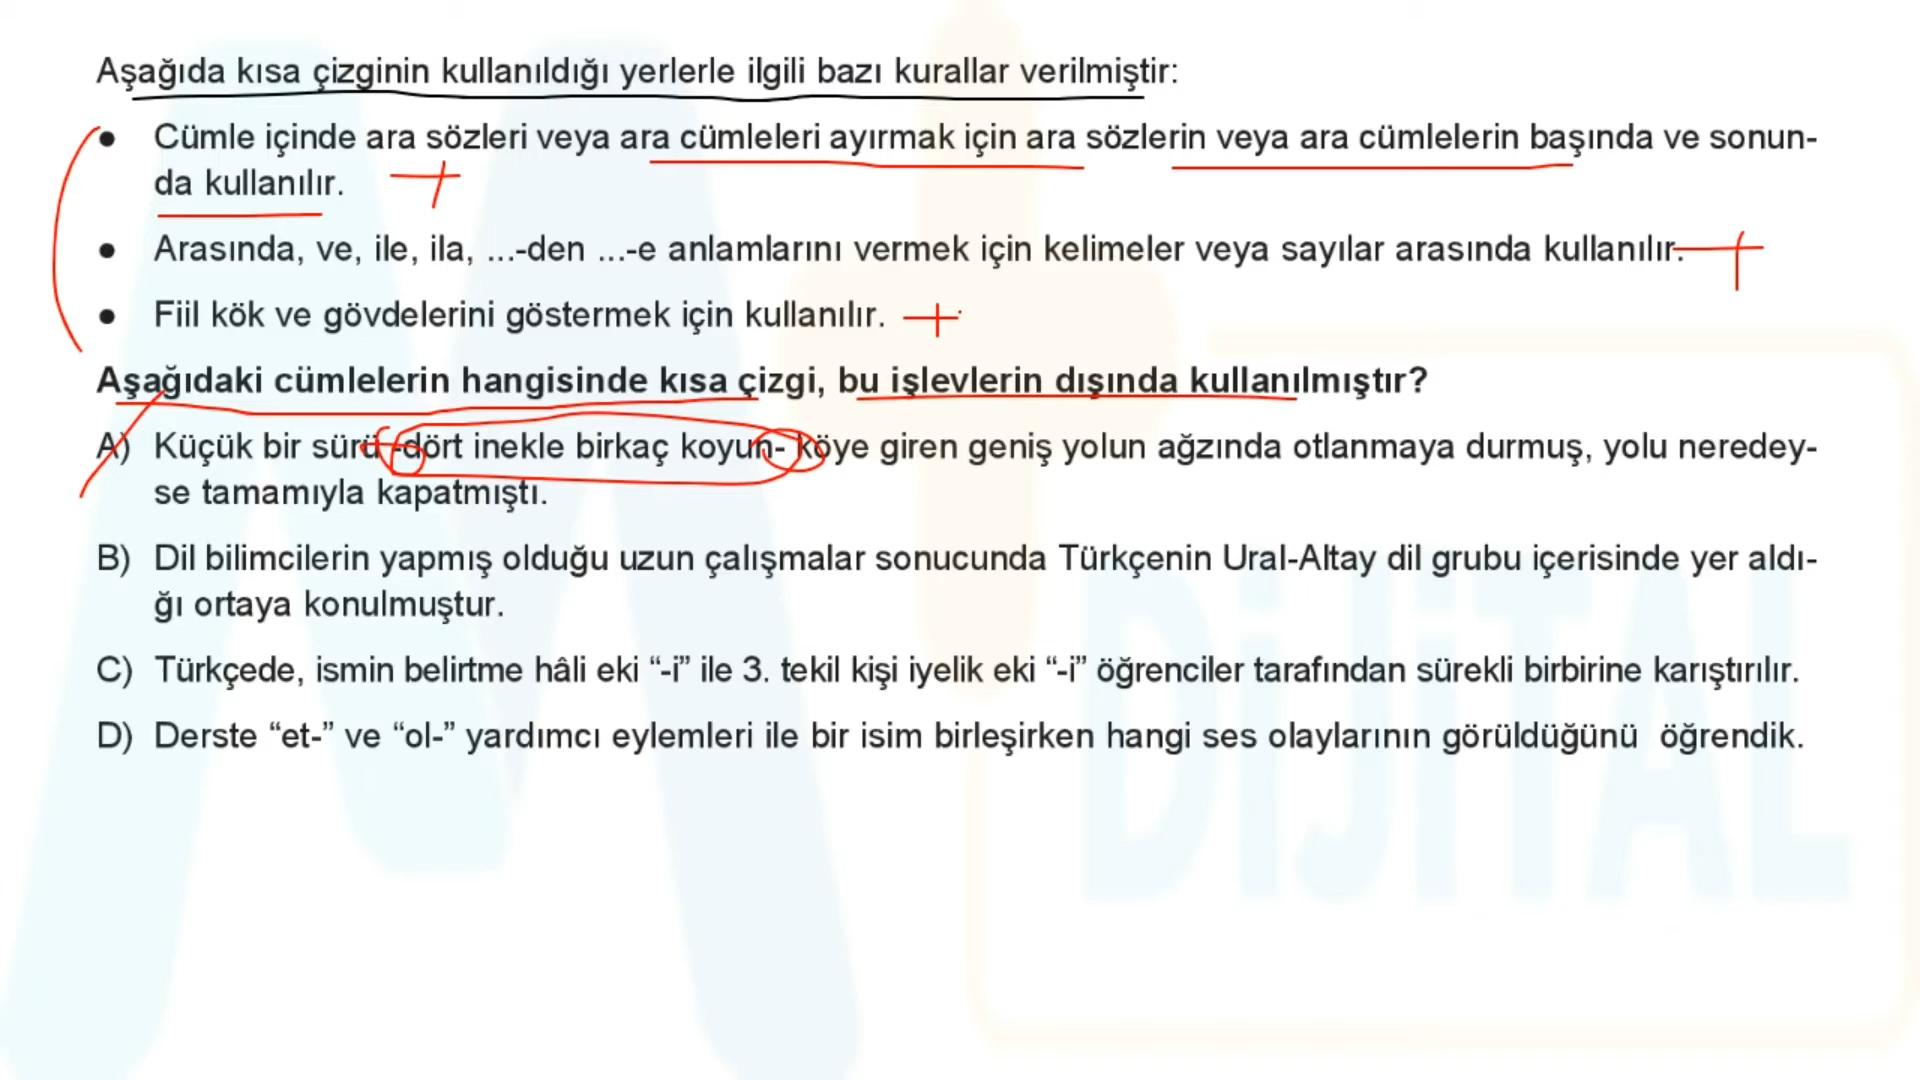 Aşağıda kısa çizginin kullanıldığı yerlerle ilgili bazı kurallar verilmiştir:
● Cümle içinde ara sözleri veya ara cümleleri ayırmak için ara sözlerin veya ara cümlelerin başında ve sonun-
da kullanılır.
● Arasında, ve, ile, ila, ...-den ...-e anlamlarını vermek için kelimeler veya sayılar arasında kullanılır.
● Fiil kök ve gövdelerini göstermek için kullanılır.
Aşağıdaki cümlelerin hangisinde kısa çizgi, bu işlevlerin dışında kullanılmıştır?
A) Küçük bir sürü -dört inekle birkaç koyun- köye giren geniş yolun ağzında otlanmaya durmuş, yolu neredey-
se tamamıyla kapatmıştı.
B) Dil bilimcilerin yapmış olduğu uzun çalışmalar sonucunda Türkçenin Ural-Altay dil grubu içerisinde yer aldı-
ğı ortaya konulmuştur.
C) Türkçede, ismin belirtme hâli eki “-i” ile 3. tekil kişi iyelik eki “-i” öğrenciler tarafından sürekli birbirine karıştırılır.
D) Derste “et-” ve “ol-” yardımcı eylemleri ile bir isim birleşirken hangi ses olaylarının görüldüğünü öğrendik.
DİJİTAL